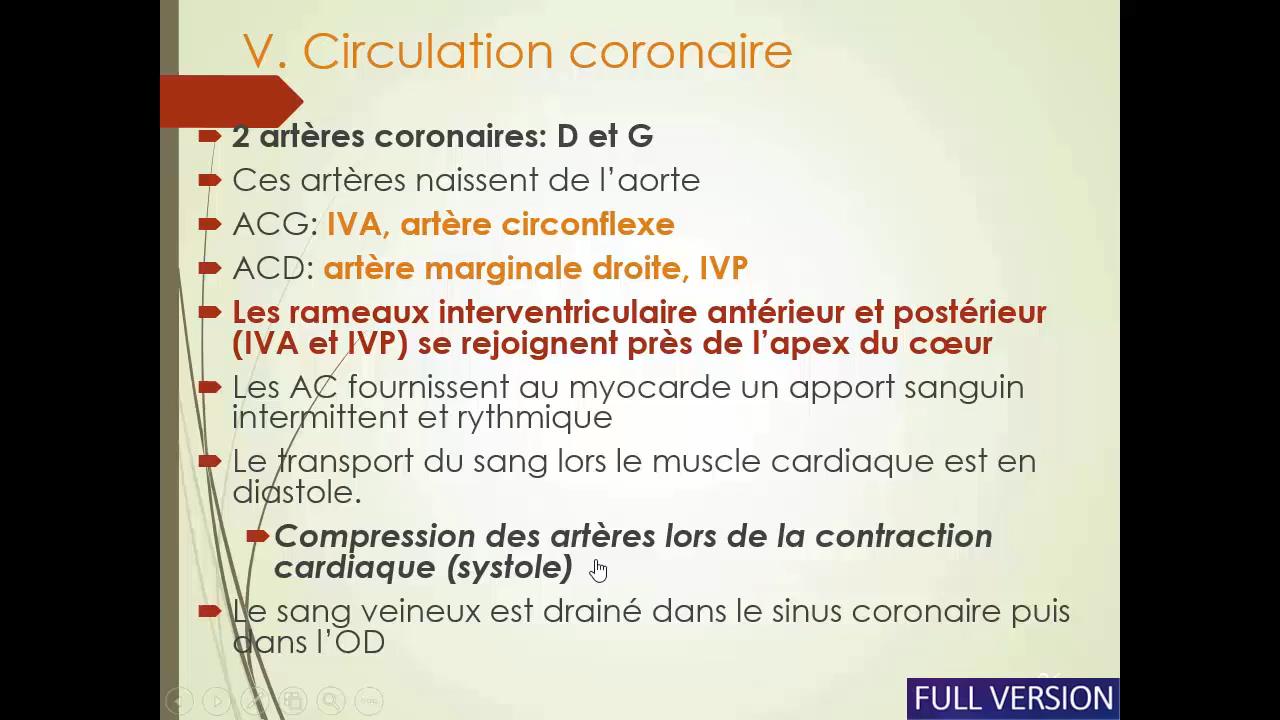 V. Circulation coronaire
2 artères coronaires: D et G
Ces artères naissent de l’aorte
ACG: IVA, artère circonflexe
ACD: artère marginale droite, IVP
Les rameaux interventriculaire antérieur et postérieur
(IVA et IVP) se rejoignent près de l’apex du cœur
Les AC fournissent au myocarde un apport sanguin
intermittent et rythmique
Le transport du sang lors le muscle cardiaque est en
diastole.
Compression des artères lors de la contraction
cardiaque (systole)
Le sang veineux est drainé dans le sinus coronaire puis
dans l’OD
FULL VERSION